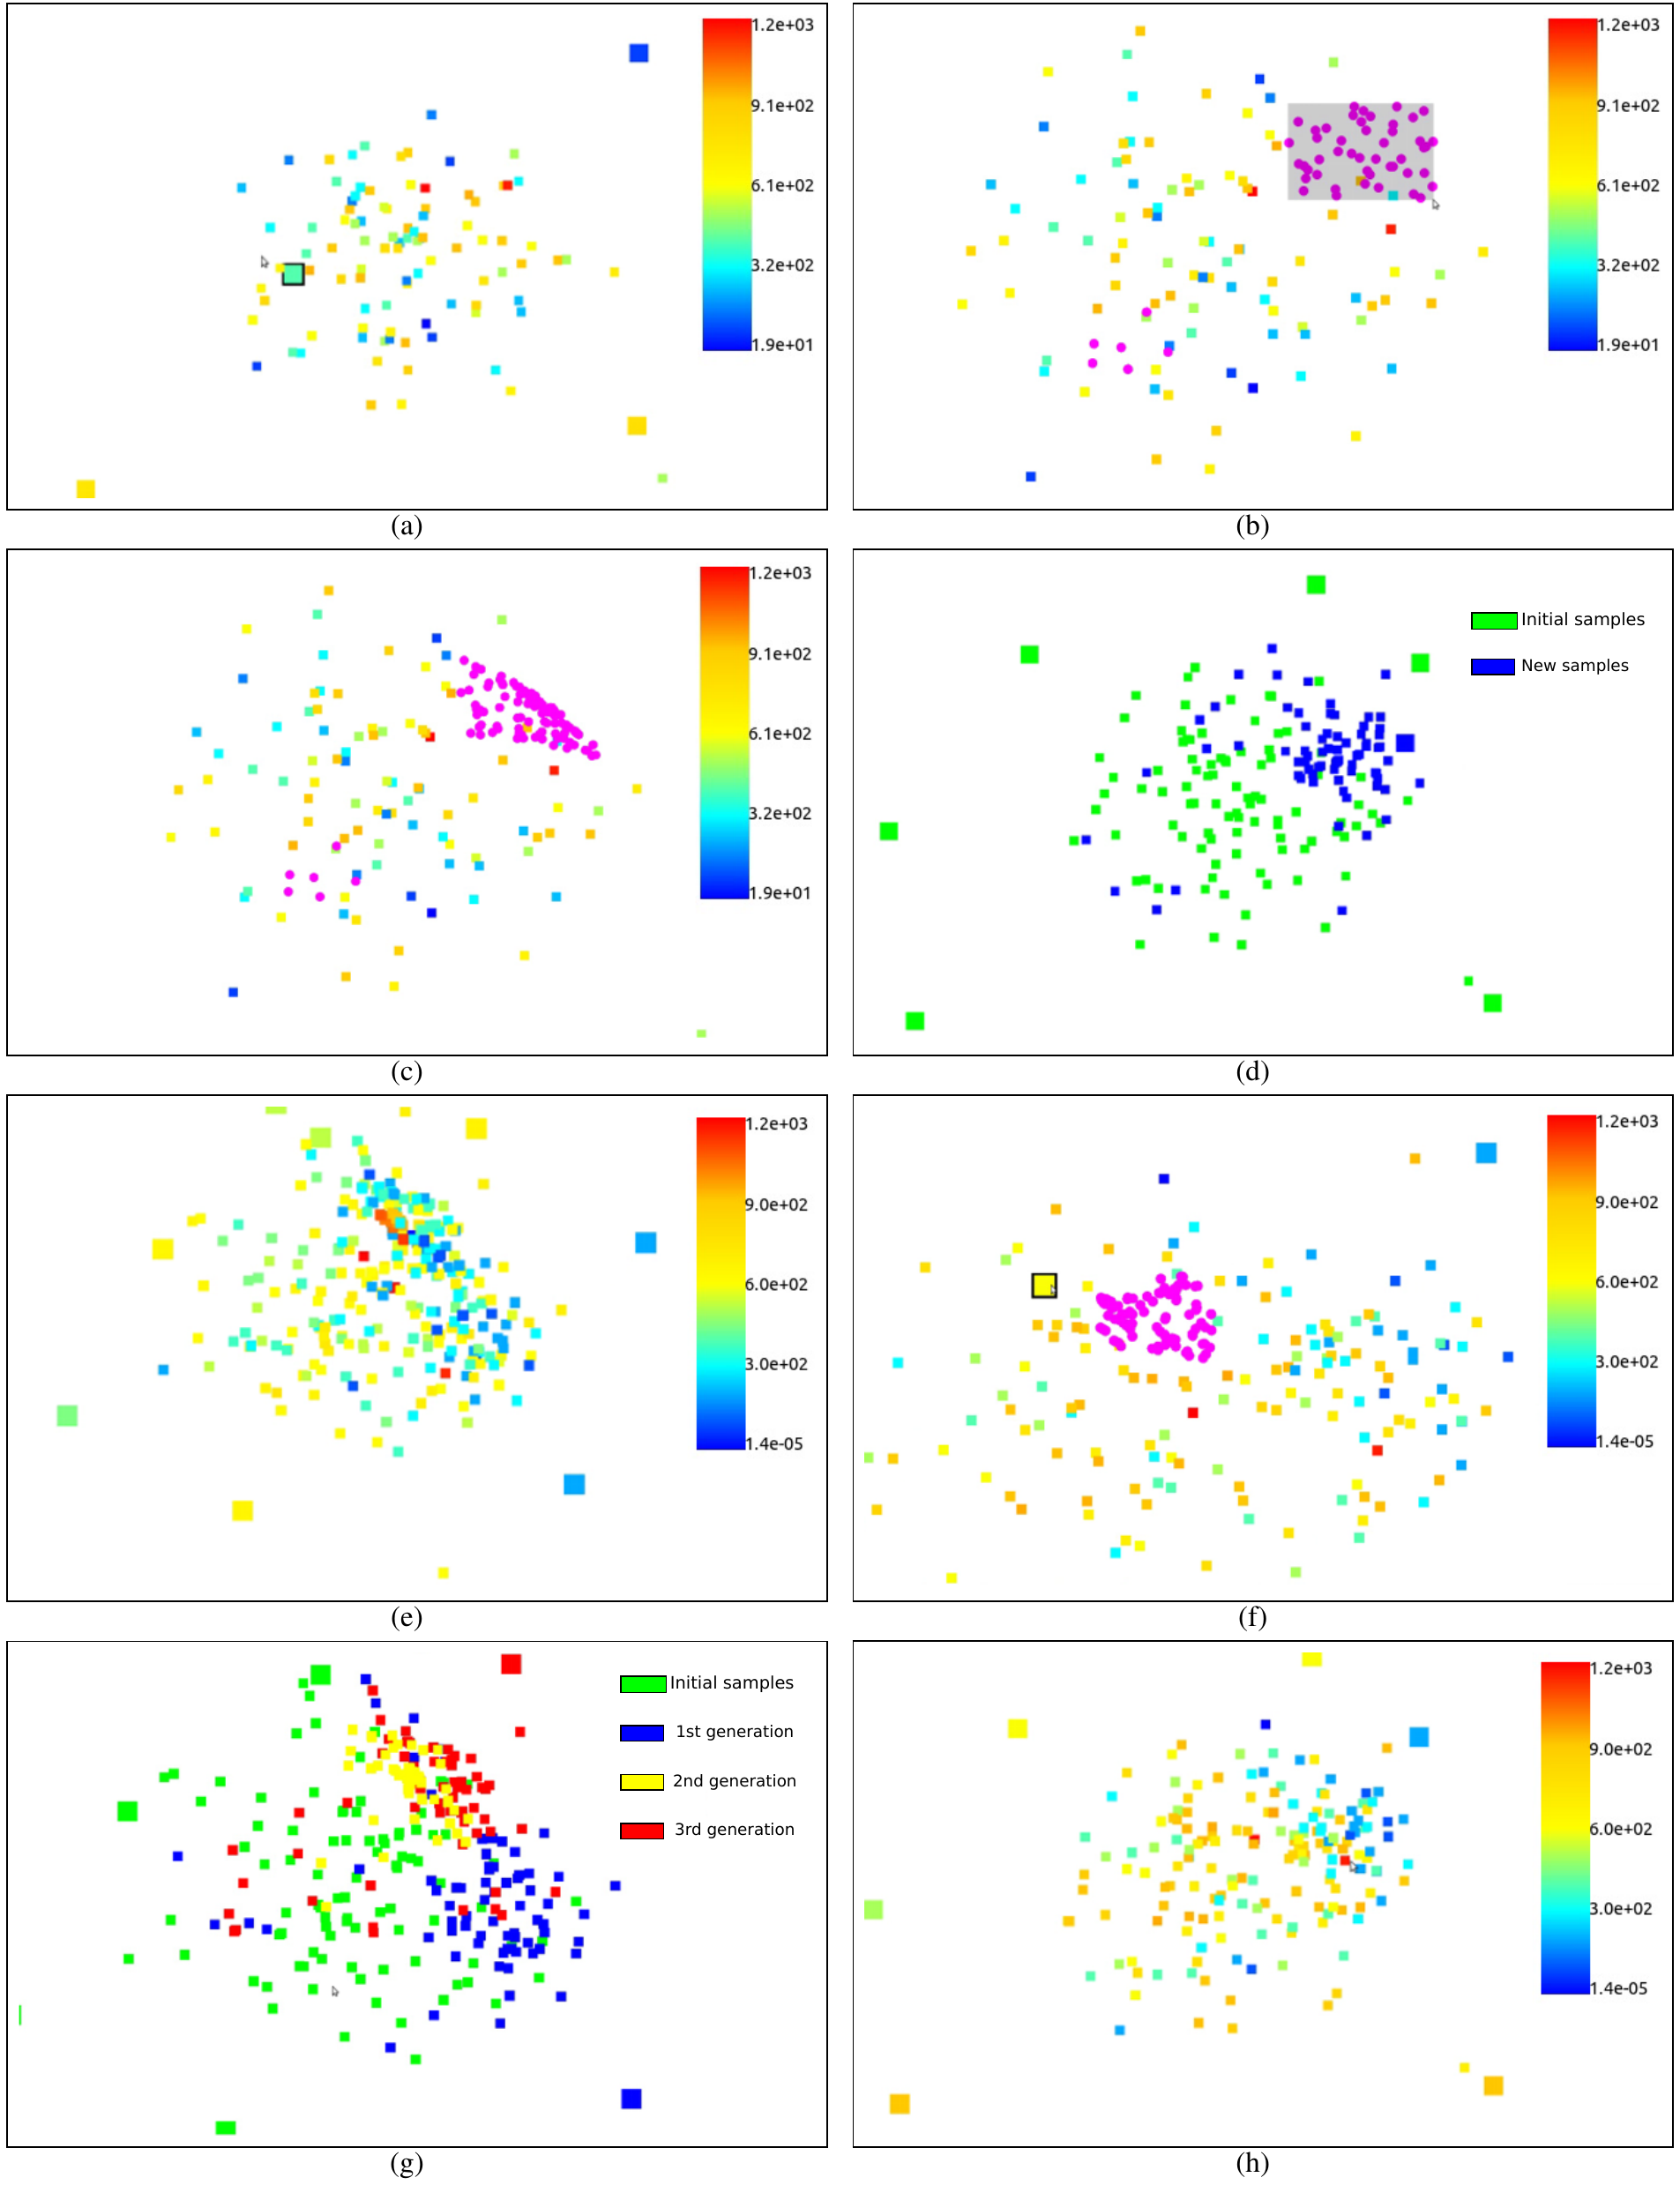 1.2e+03
9.1e+02
6.1e+02
3.2e+02
1.9e+01
(a)
1.2e+03
9.1e+02
6.1e+02
3.2e+02
1.9e+01
(b)
1.2e+03
9.1e+02
6.1e+02
3.2e+02
1.9e+01
(c)
Initial samples
New samples
(d)
1.2e+03
9.0e+02
6.0e+02
3.0e+02
1.4e-05
(e)
1.2e+03
9.0e+02
6.0e+02
3.0e+02
1.4e-05
(f)
Initial samples
1st generation
2nd generation
3rd generation
(g)
1.2e+03
9.0e+02
6.0e+02
3.0e+02
1.4e-05
(h)